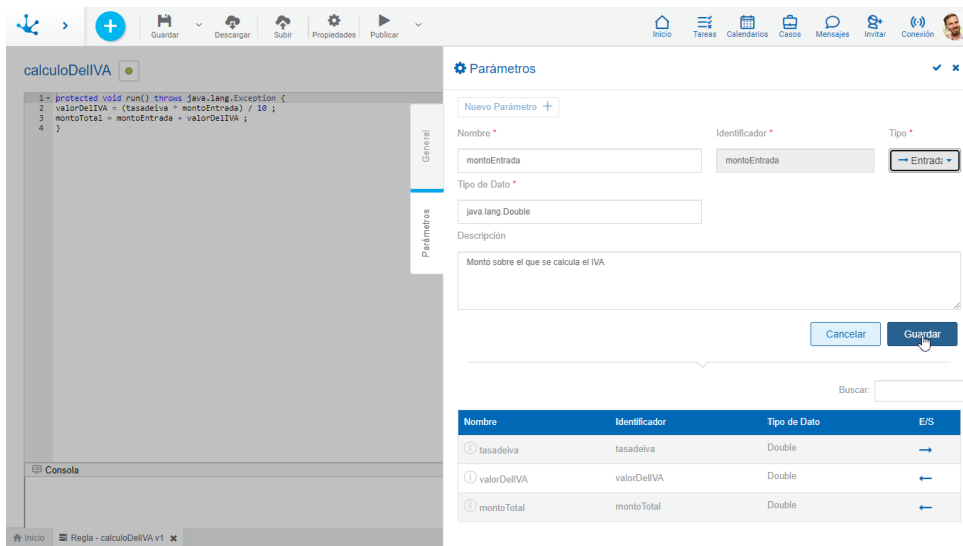 Guardar
Descargar
Subir
Propiedades
Publicar
Inicio
Tareas
Calendarios
Casos
Mensajes
Invitar
Conexión
calculoDelIVA
1 protected void run() throws java.lang.Exception {
2 valorDelIVA = (tasadeiva * montoEntrada) / 10 ;
3 montoTotal = montoEntrada + valorDelIVA ;
4 }
General
Parámetros
Parámetros
Nuevo Parámetro +
Nombre * Identificador * Tipo *
montoEntrada montoEntrada → Entrada
Tipo de Dato *
java.lang.Double
Descripción
Monto sobre el que se calcula el IVA
Cancelar Guardar
Buscar:
Nombre Identificador Tipo de Dato E/S
tasadeiva tasadeiva Double →
valorDelIVA valorDelIVA Double ←
montoTotal montoTotal Double ←
Consola
Inicio Regla - calculoDelIVA v1